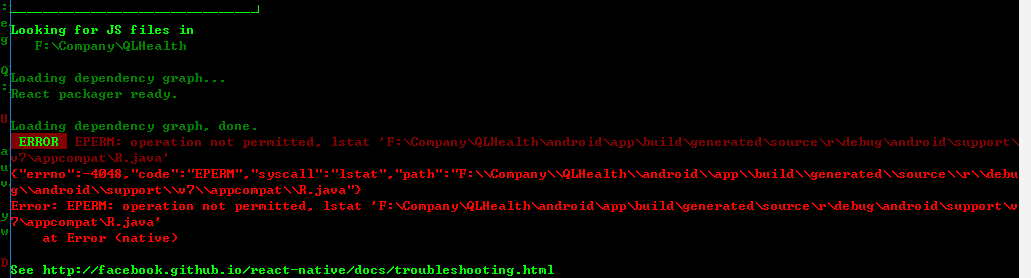 Looking for JS files in
F:\Company\QLHealth
Loading dependency graph...
React packager ready.
Loading dependency graph, done.
ERROR EPERM: operation not permitted, lstat 'F:\Company\QLHealth\android\app\build\generated\source\r\debug\android\support\
v7\appcompat\R.java'
{"errno":-4048,"code":"EPERM","syscall":"lstat","path":"F:\\Company\\QLHealth\\android\\app\\build\\generated\\source\\r\\debu
g\\android\\support\\v7\\appcompat\\R.java"}
Error: EPERM: operation not permitted, lstat 'F:\Company\QLHealth\android\app\build\generated\source\r\debug\android\support\v
7\appcompat\R.java'
at Error (native)
See http://facebook.github.io/react-native/docs/troubleshooting.html